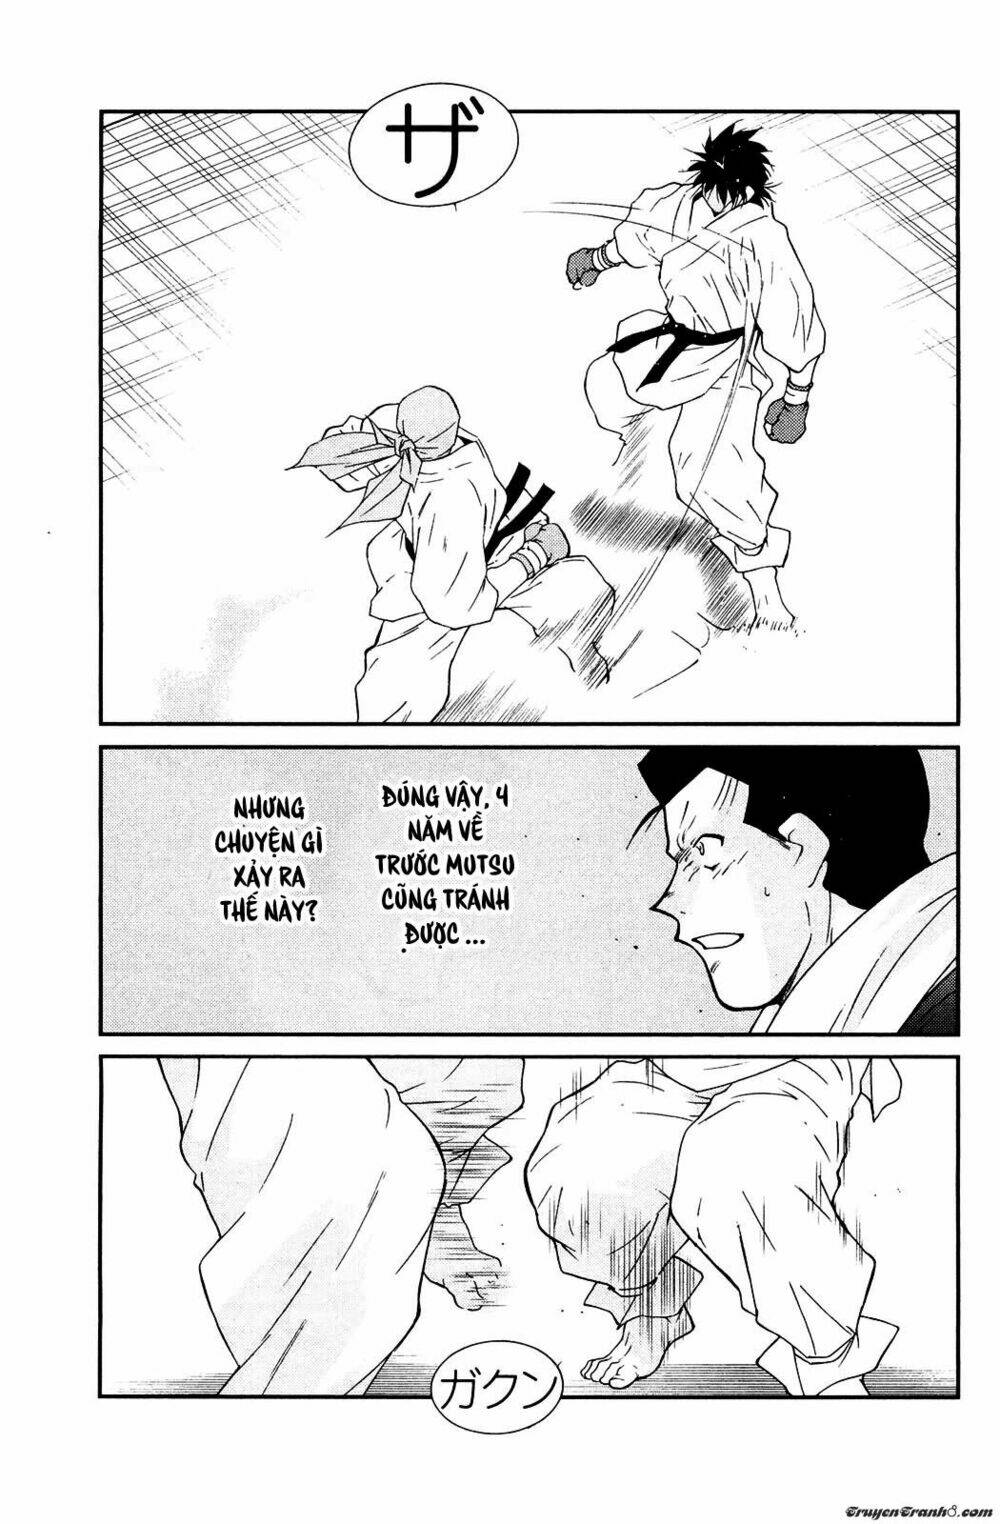 ザ
ĐÚNG VẬY, 4
NĂM VỀ
TRƯỚC MUTSU
CŨNG TRÁNH
ĐƯỢC ...
NHƯNG
CHUYỆN GÌ
XẢY RA
THẾ NÀY?
ガクン
TruyenTranh8.com